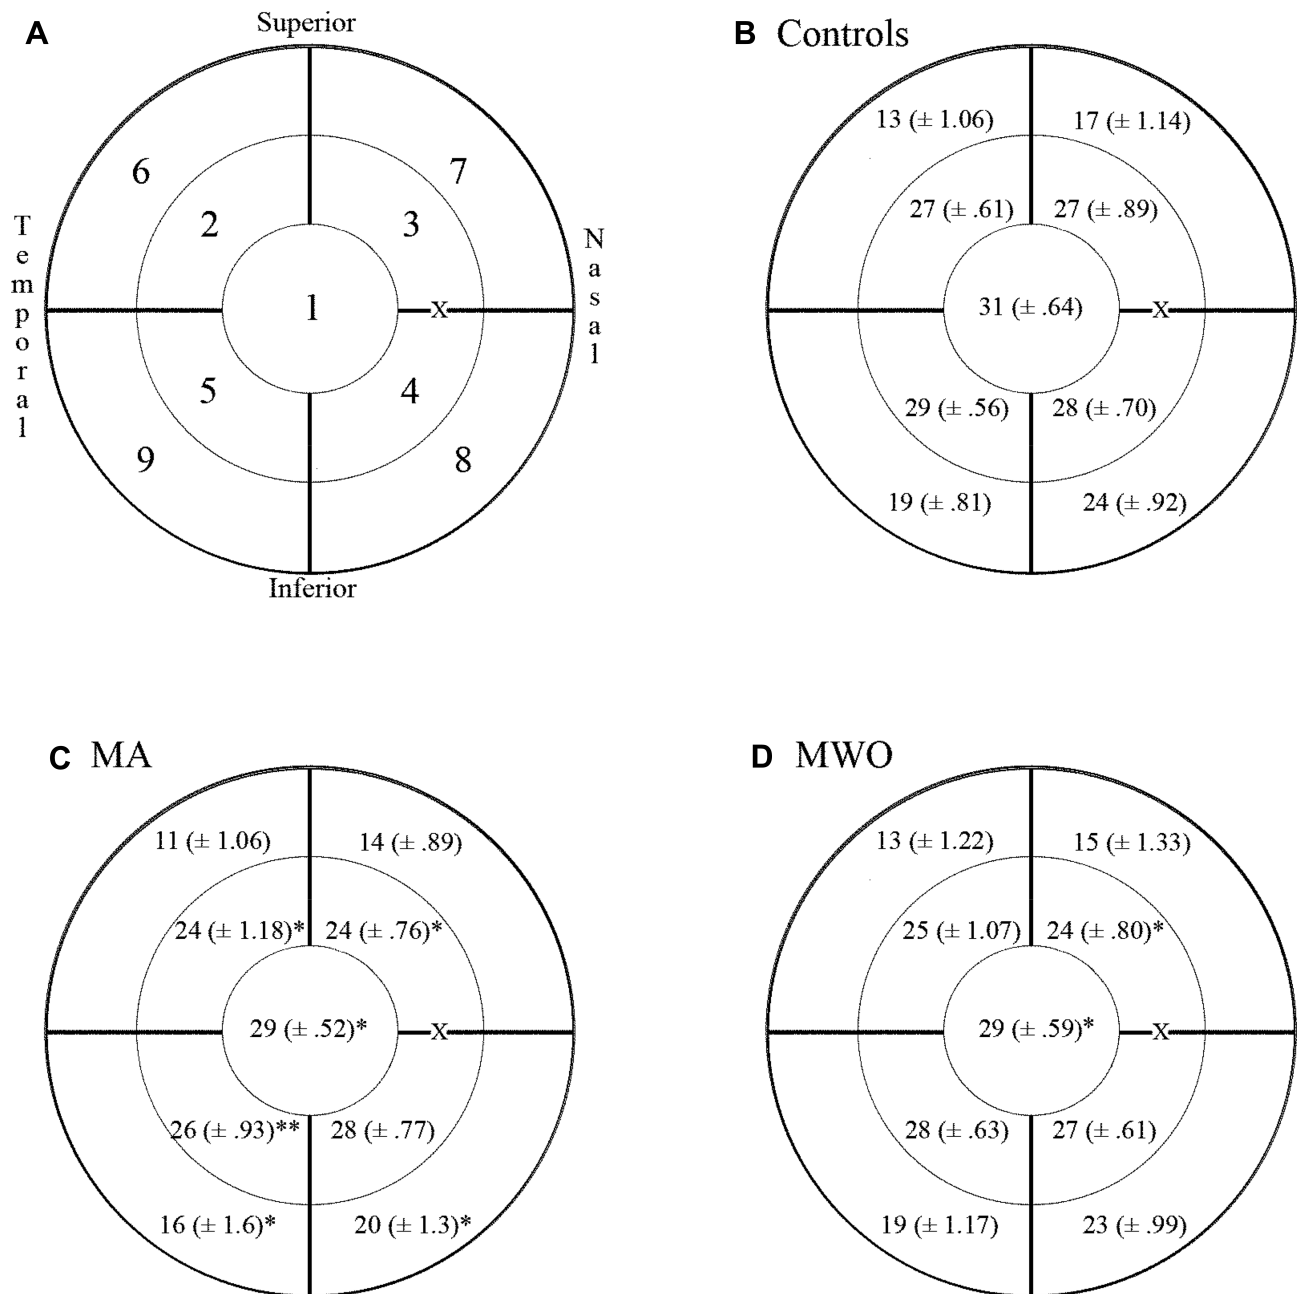 A
Superior
6
7
2
3
Temporal
Nasal
1
X
5
4
9
8
Inferior
B Controls
13 (± 1.06)
17 (± 1.14)
27 (± .61)
27 (± .89)
31 (± .64)
X
29 (± .56)
28 (± .70)
19 (± .81)
24 (± .92)
C MA
11 (± 1.06)
14 (± .89)
24 (± 1.18)*
24 (± .76)*
29 (± .52)*
X
26 (± .93)**
28 (± .77)
16 (± 1.6)*
20 (± 1.3)*
D MWO
13 (± 1.22)
15 (± 1.33)
25 (± 1.07)
24 (± .80)*
29 (± .59)*
X
28 (± .63)
27 (± .61)
19 (± 1.17)
23 (± .99)